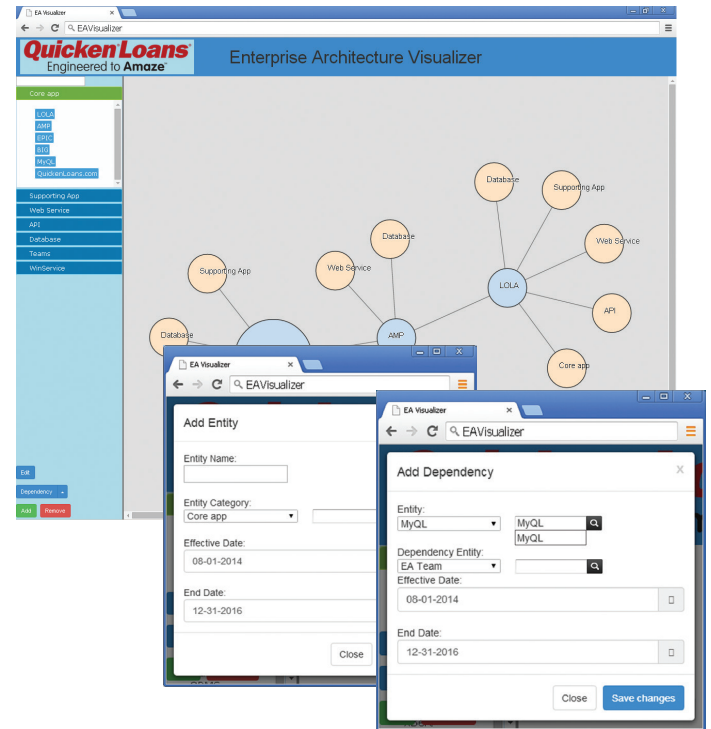 EA Visualizer
EAVisualizer
QuickenLoans
Engineered to Amaze
Enterprise Architecture Visualizer
Core app
LOLA
AMP
EPIC
BIG
MyQL
QuickenLoans.com
Supporting App
Web Service
API
Database
Teams
WinService
Database
Supporting App
Web Service
Database
Supporting App
Web Service
LOLA
API
Database
AMP
Core app
Edit
Dependency
Add Remove
EA Visualizer
EAVisualizer
Add Entity
Entity Name:
Entity Category:
Core app
Effective Date:
08-01-2014
End Date:
12-31-2016
Close
EA Visualizer
EAVisualizer
Add Dependency X
Entity:
MyQL MyQL
MyQL
Dependency Entity:
EA Team
Effective Date:
08-01-2014
End Date:
12-31-2016
Close Save changes